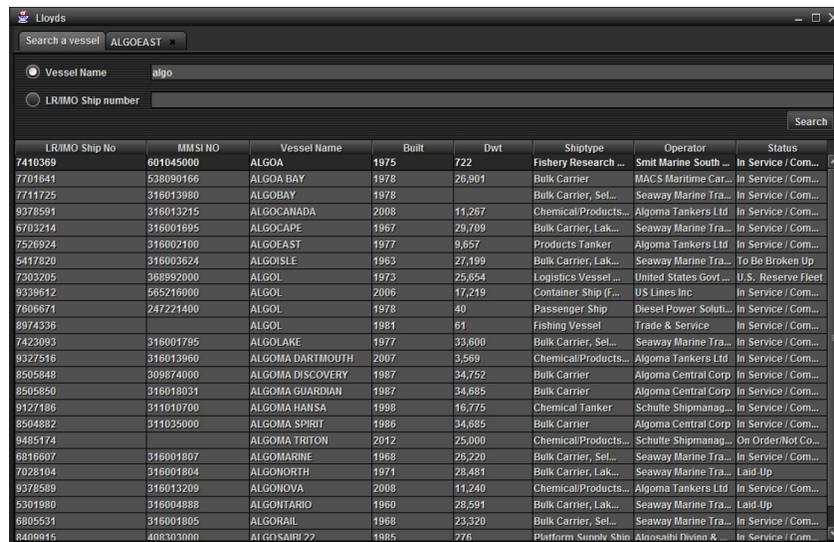 Lloyds
Search a vessel ALGOEAST
Vessel Name algo
LR/IMO Ship number
Search
LR/IMO Ship No MMSI NO Vessel Name Built Dwt Shiptype Operator Status
7410369 601045000 ALGOA 1975 722 Fishery Research ... Smit Marine South ... In Service / Com...
7701641 538090166 ALGOA BAY 1978 26,901 Bulk Carrier MACS Maritime Car... In Service / Com...
7711725 316013980 ALGOBAY 1978 Bulk Carrier, Sel... Seaway Marine Tra... In Service / Com...
9378591 316013215 ALGOCANADA 2008 11,267 Chemical/Products... Algoma Tankers Ltd In Service / Com...
6703214 316001695 ALGOCAPE 1967 29,709 Bulk Carrier, Lak... Seaway Marine Tra... In Service / Com...
7526924 316002100 ALGOEAST 1977 9,657 Products Tanker Algoma Tankers Ltd In Service / Com...
5417820 316003624 ALGOISLE 1963 27,199 Bulk Carrier, Lak... Seaway Marine Tra... To Be Broken Up
7303205 368992000 ALGOL 1973 25,654 Logistics Vessel ... United States Govt ... U.S. Reserve Fleet
9339612 565216000 ALGOL 2006 17,219 Container Ship (F... US Lines Inc In Service / Com...
7606671 247221400 ALGOL 1978 40 Passenger Ship Diesel Power Soluti... In Service / Com...
8974336 ALGOL 1981 61 Fishing Vessel Trade & Service In Service / Com...
7423093 316001795 ALGOLAKE 1977 33,600 Bulk Carrier, Sel... Seaway Marine Tra... In Service / Com...
9327516 316013960 ALGOMA DARTMOUTH 2007 3,569 Chemical/Products... Algoma Tankers Ltd In Service / Com...
8505848 309874000 ALGOMA DISCOVERY 1987 34,752 Bulk Carrier Algoma Central Corp In Service / Com...
8505850 316018031 ALGOMA GUARDIAN 1987 34,685 Bulk Carrier Algoma Central Corp In Service / Com...
9127186 311010700 ALGOMA HANSA 1998 16,775 Chemical Tanker Schulte Shipmanag... In Service / Com...
8504882 311035000 ALGOMA SPIRIT 1986 34,685 Bulk Carrier Algoma Central Corp In Service / Com...
9485174 ALGOMA TRITON 2012 25,000 Chemical/Products... Schulte Shipmanag... On Order/Not Co...
6816607 316001807 ALGOMARINE 1968 26,220 Bulk Carrier, Sel... Seaway Marine Tra... In Service / Com...
7028104 316001804 ALGONORTH 1971 28,481 Bulk Carrier, Lak... Seaway Marine Tra... Laid-Up
9378589 316013209 ALGONOVA 2008 11,240 Chemical/Products... Algoma Tankers Ltd In Service / Com...
5301980 316004888 ALGONTARIO 1960 28,591 Bulk Carrier, Lak... Seaway Marine Tra... Laid-Up
6805531 316001805 ALGORAIL 1968 23,320 Bulk Carrier, Sel... Seaway Marine Tra... In Service / Com...
8409915 408303000 ALGOSAIBI 22 1985 276 Platform Supply Ship Algosaibi Diving & ... In Service / Com...